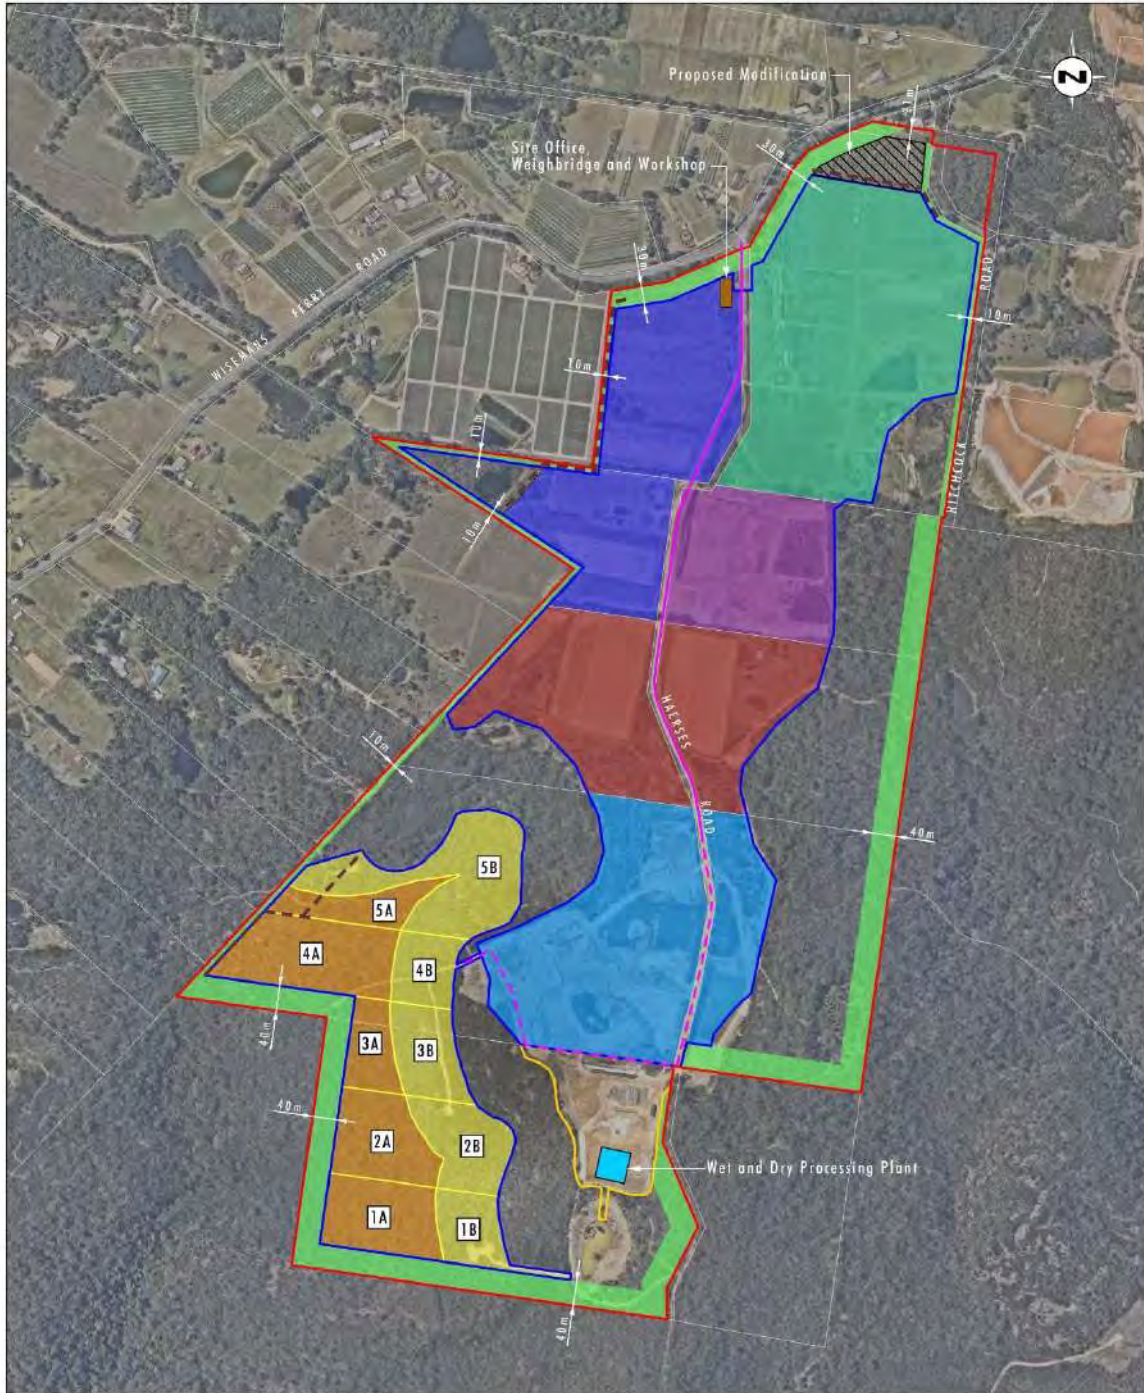 Proposed Modification
N
Site Office,
Weighbridge and Workshop
30m
30m
ROAD
WISEMANS FERRY ROAD
10m
10m
10m
10m
HITCHCOCK
HAERSES
ROAD
10m
40m
5B
5A
4A
4B
40m
3A
3B
40m
2A
2B
Wet and Dry Processing Plant
1A
1B
40m